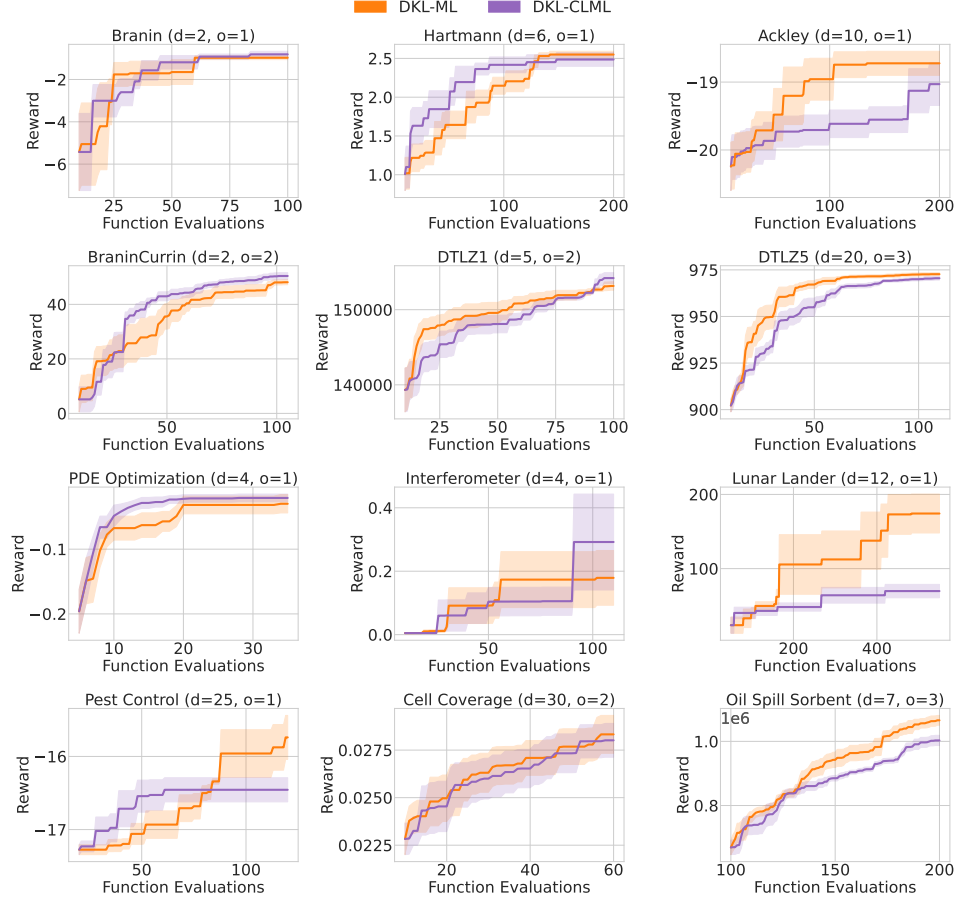 DKL-ML DKL-CLML
Branin (d=2, o=1)
Reward
−2
−4
−6
25 50 75 100
Function Evaluations
Hartmann (d=6, o=1)
Reward
2.5
2.0
1.5
1.0
100 200
Function Evaluations
Ackley (d=10, o=1)
Reward
−19
−20
100 200
Function Evaluations
BraninCurrin (d=2, o=2)
Reward
40
20
0
50 100
Function Evaluations
DTLZ1 (d=5, o=2)
Reward
150000
140000
25 50 75 100
Function Evaluations
DTLZ5 (d=20, o=3)
Reward
975
950
925
900
50 100
Function Evaluations
PDE Optimization (d=4, o=1)
Reward
−0.1
−0.2
10 20 30
Function Evaluations
Interferometer (d=4, o=1)
Reward
0.4
0.2
0.0
50 100
Function Evaluations
Lunar Lander (d=12, o=1)
Reward
200
100
200 400
Function Evaluations
Pest Control (d=25, o=1)
Reward
−16
−17
50 100
Function Evaluations
Cell Coverage (d=30, o=2)
Reward
0.0275
0.0250
0.0225
20 40 60
Function Evaluations
Oil Spill Sorbent (d=7, o=3)
1e6
Reward
1.0
0.8
100 150 200
Function Evaluations